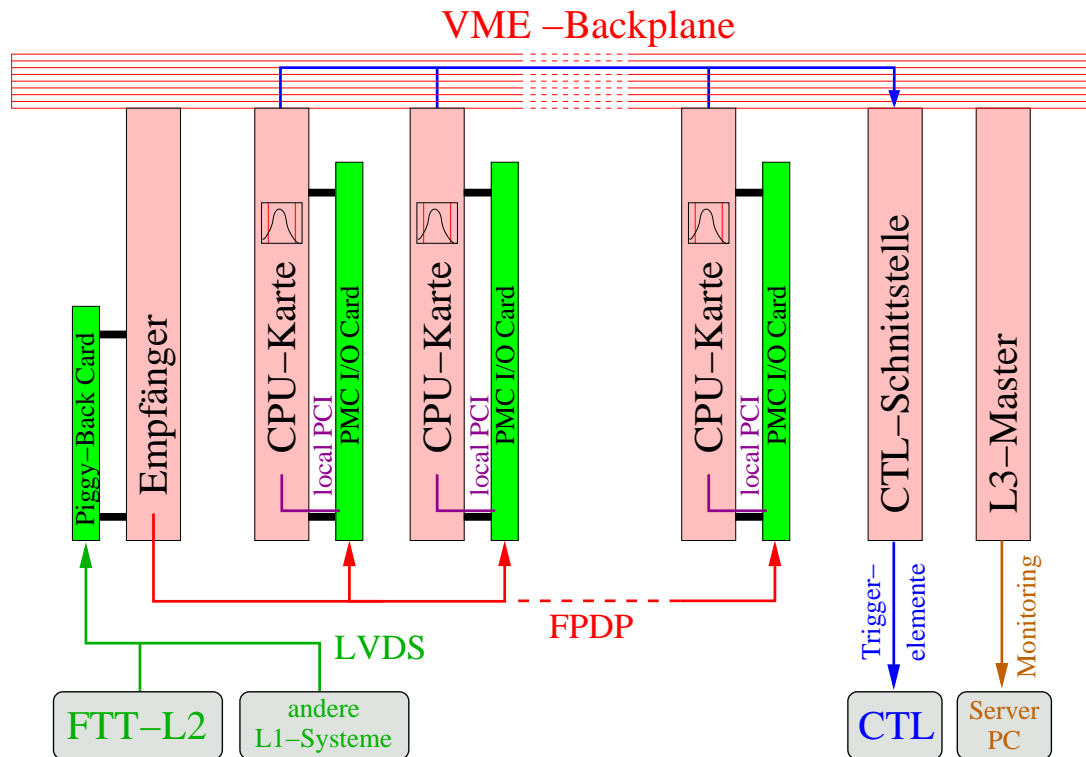 VME –Backplane
Piggy–Back Card
Empfänger
CPU–Karte
local PCI
PMC I/O Card
CPU–Karte
local PCI
PMC I/O Card
CPU–Karte
local PCI
PMC I/O Card
CTL–Schnittstelle
L3–Master
FPDP
LVDS
Trigger–
elemente
Monitoring
FTT–L2
andere
L1–Systeme
CTL
Server
PC